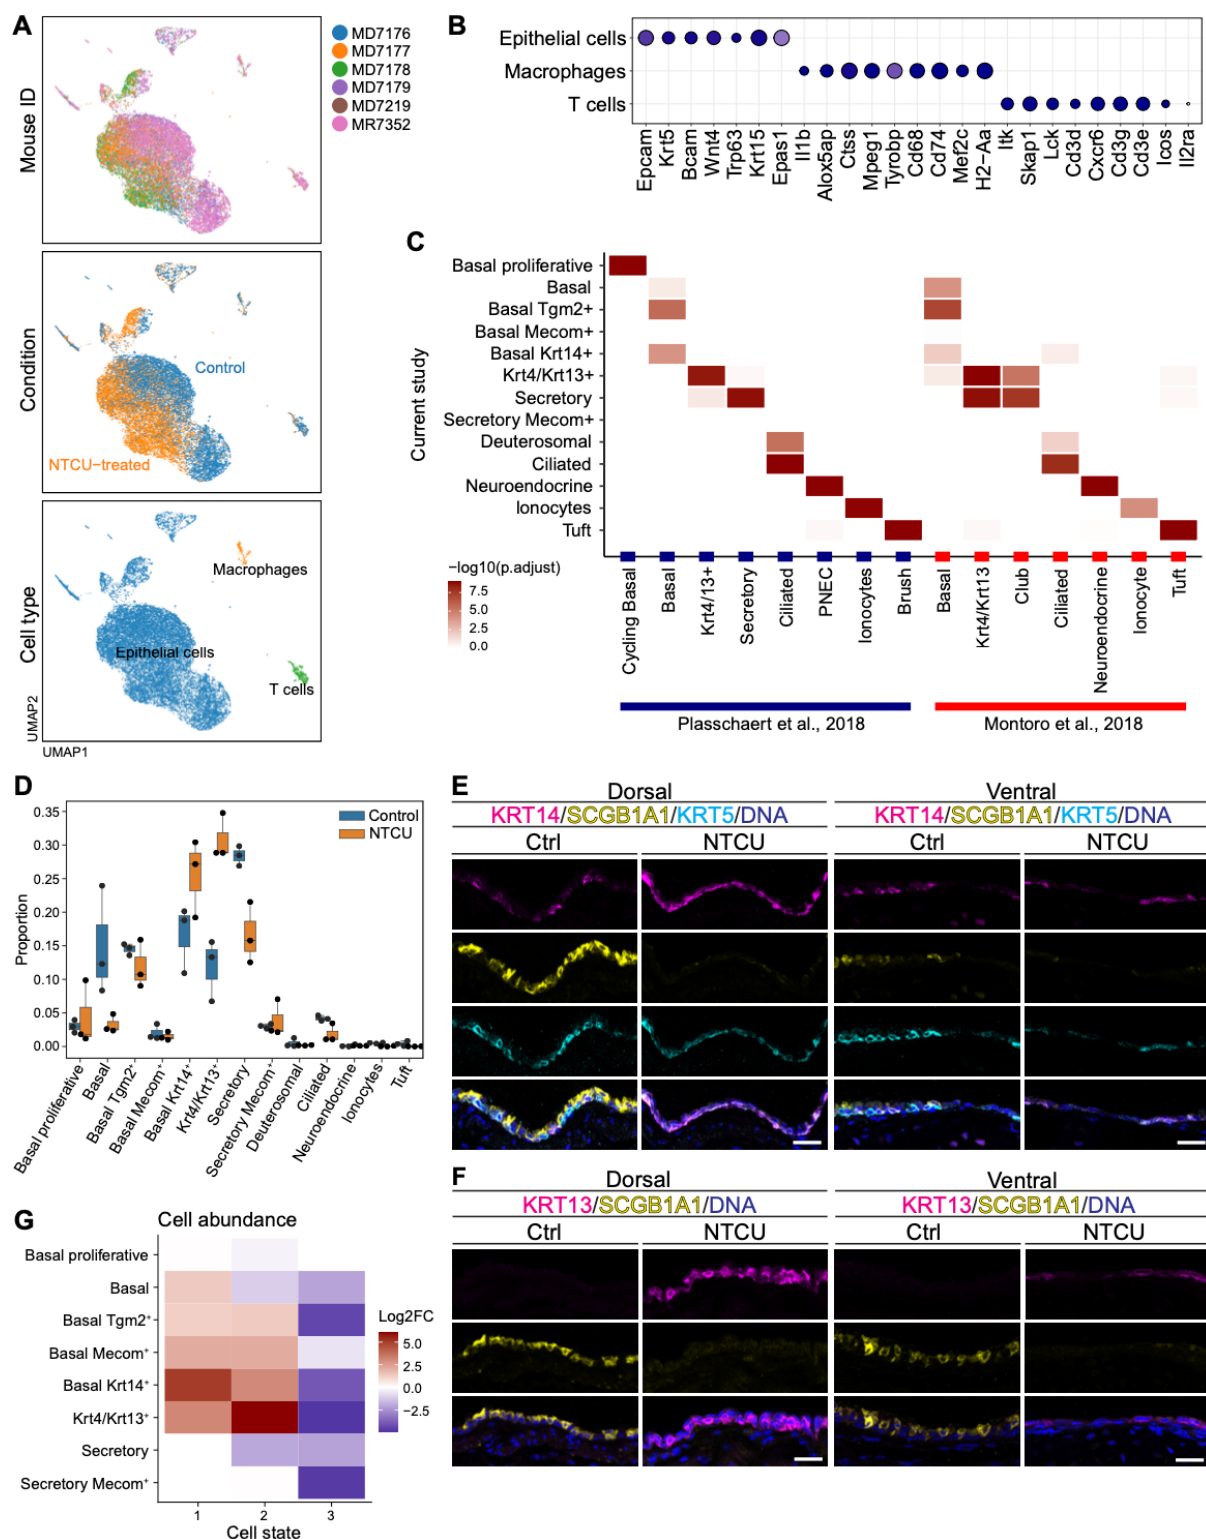 A
Mouse ID
MD7176
MD7177
MD7178
MD7179
MD7219
MR7352
Condition
Control
NTCU−treated
Cell type
Macrophages
Epithelial cells
T cells
UMAP2
UMAP1
B
Epithelial cells
Macrophages
T cells
Epcam
Krt5
Bcam
Wnt4
Trp63
Krt15
Epas1
Il1b
Alox5ap
Ctss
Mpeg1
Tyrobp
Cd68
Cd74
Mef2c
H2−Aa
Itk
Skap1
Lck
Cd3d
Cxcr6
Cd3g
Cd3e
Icos
Il2ra
C
Current study
Basal proliferative
Basal
Basal Tgm2+
Basal Mecom+
Basal Krt14+
Krt4/Krt13+
Secretory
Secretory Mecom+
Deuterosomal
Ciliated
Neuroendocrine
Ionocytes
Tuft
−log10(p.adjust)
7.5
5.0
2.5
0.0
Cycling Basal
Basal
Krt4/13+
Secretory
Ciliated
PNEC
Ionocytes
Brush
Basal
Krt4/Krt13
Club
Ciliated
Neuroendocrine
Ionocyte
Tuft
Plasschaert et al., 2018
Montoro et al., 2018
D
Proportion
0.35
0.30
0.25
0.20
0.15
0.10
0.05
0.00
Control
NTCU
Basal proliferative
Basal
Basal Tgm2⁺
Basal Mecom⁺
Basal Krt14⁺
Krt4/Krt13⁺
Secretory
Secretory Mecom⁺
Deuterosomal
Ciliated
Neuroendocrine
Ionocytes
Tuft
E
Dorsal
Ventral
KRT14/SCGB1A1/KRT5/DNA
KRT14/SCGB1A1/KRT5/DNA
Ctrl
NTCU
Ctrl
NTCU
F
Dorsal
Ventral
KRT13/SCGB1A1/DNA
KRT13/SCGB1A1/DNA
Ctrl
NTCU
Ctrl
NTCU
G
Cell abundance
Basal proliferative
Basal
Basal Tgm2⁺
Basal Mecom⁺
Basal Krt14⁺
Krt4/Krt13⁺
Secretory
Secretory Mecom⁺
1
2
3
Cell state
Log2FC
5.0
2.5
0.0
−2.5